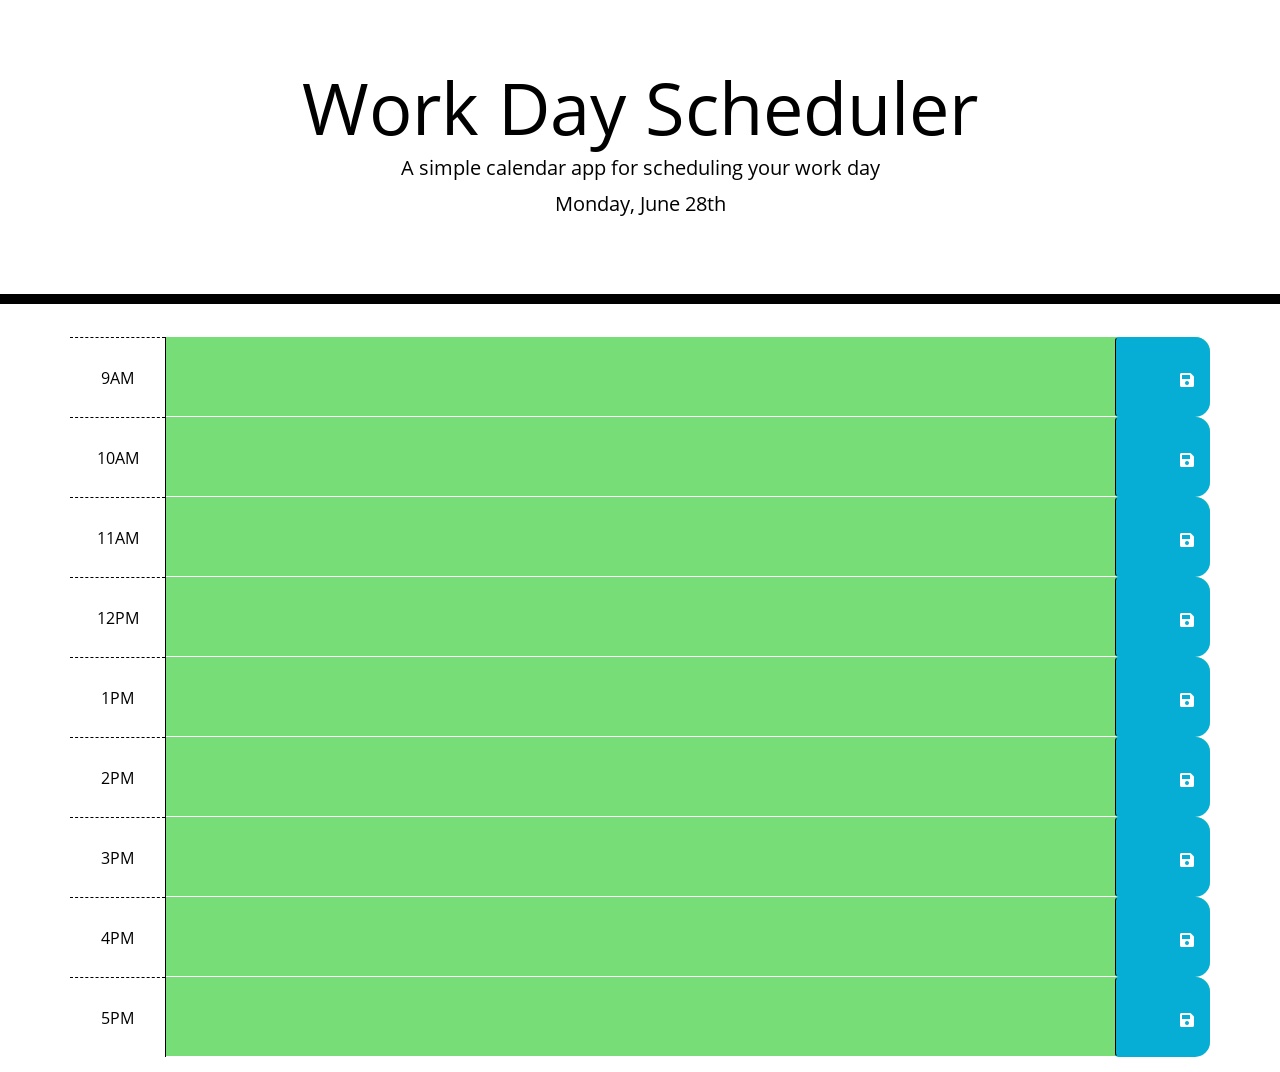 Work Day Scheduler
A simple calendar app for scheduling your work day
Monday, June 28th
9AM
10AM
11AM
12PM
1PM
2PM
3PM
4PM
5PM